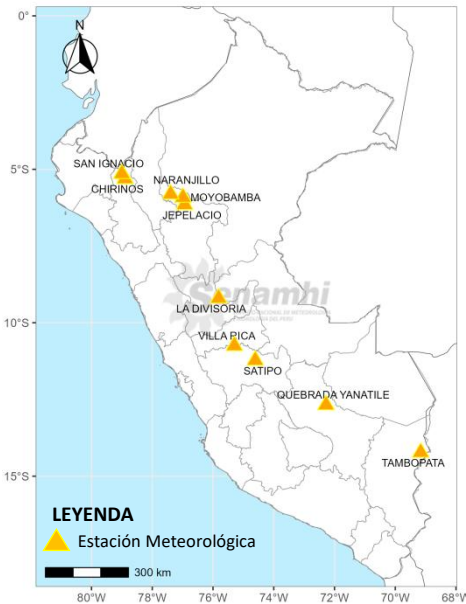 0°
N
SAN IGNACIO
5°S
CHIRINOS
NARANJILLO
MOYOBAMBA
JEPELACIO
Senamhi
LA DIVISORIA
10°S
VILLA RICA
SATIPO
QUEBRADA YANATILE
TAMBOPATA
15°S
LEYENDA
Estación Meteorológica
300 km
80°W 78°W 76°W 74°W 72°W 70°W 68°W